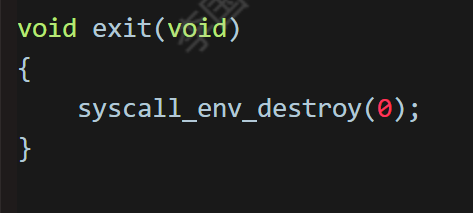 void exit(void)
{
    syscall_env_destroy(0);
}